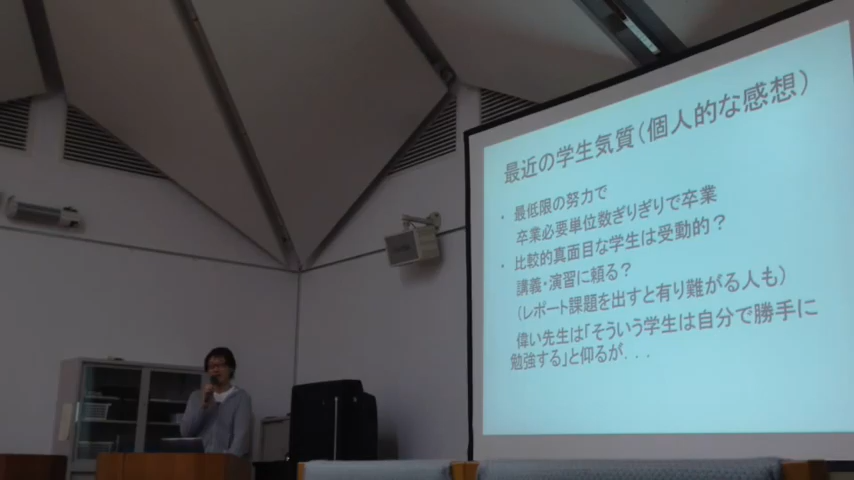 最近の学生気質(個人的な感想)
・ 最低限の努力で
卒業必要単位数ぎりぎりで卒業
・ 比較的真面目な学生は受動的？
講義・演習に頼る？
(レポート課題を出すと有り難がる人も)
偉い先生は「そういう学生は自分で勝手に
勉強する」と仰るが...